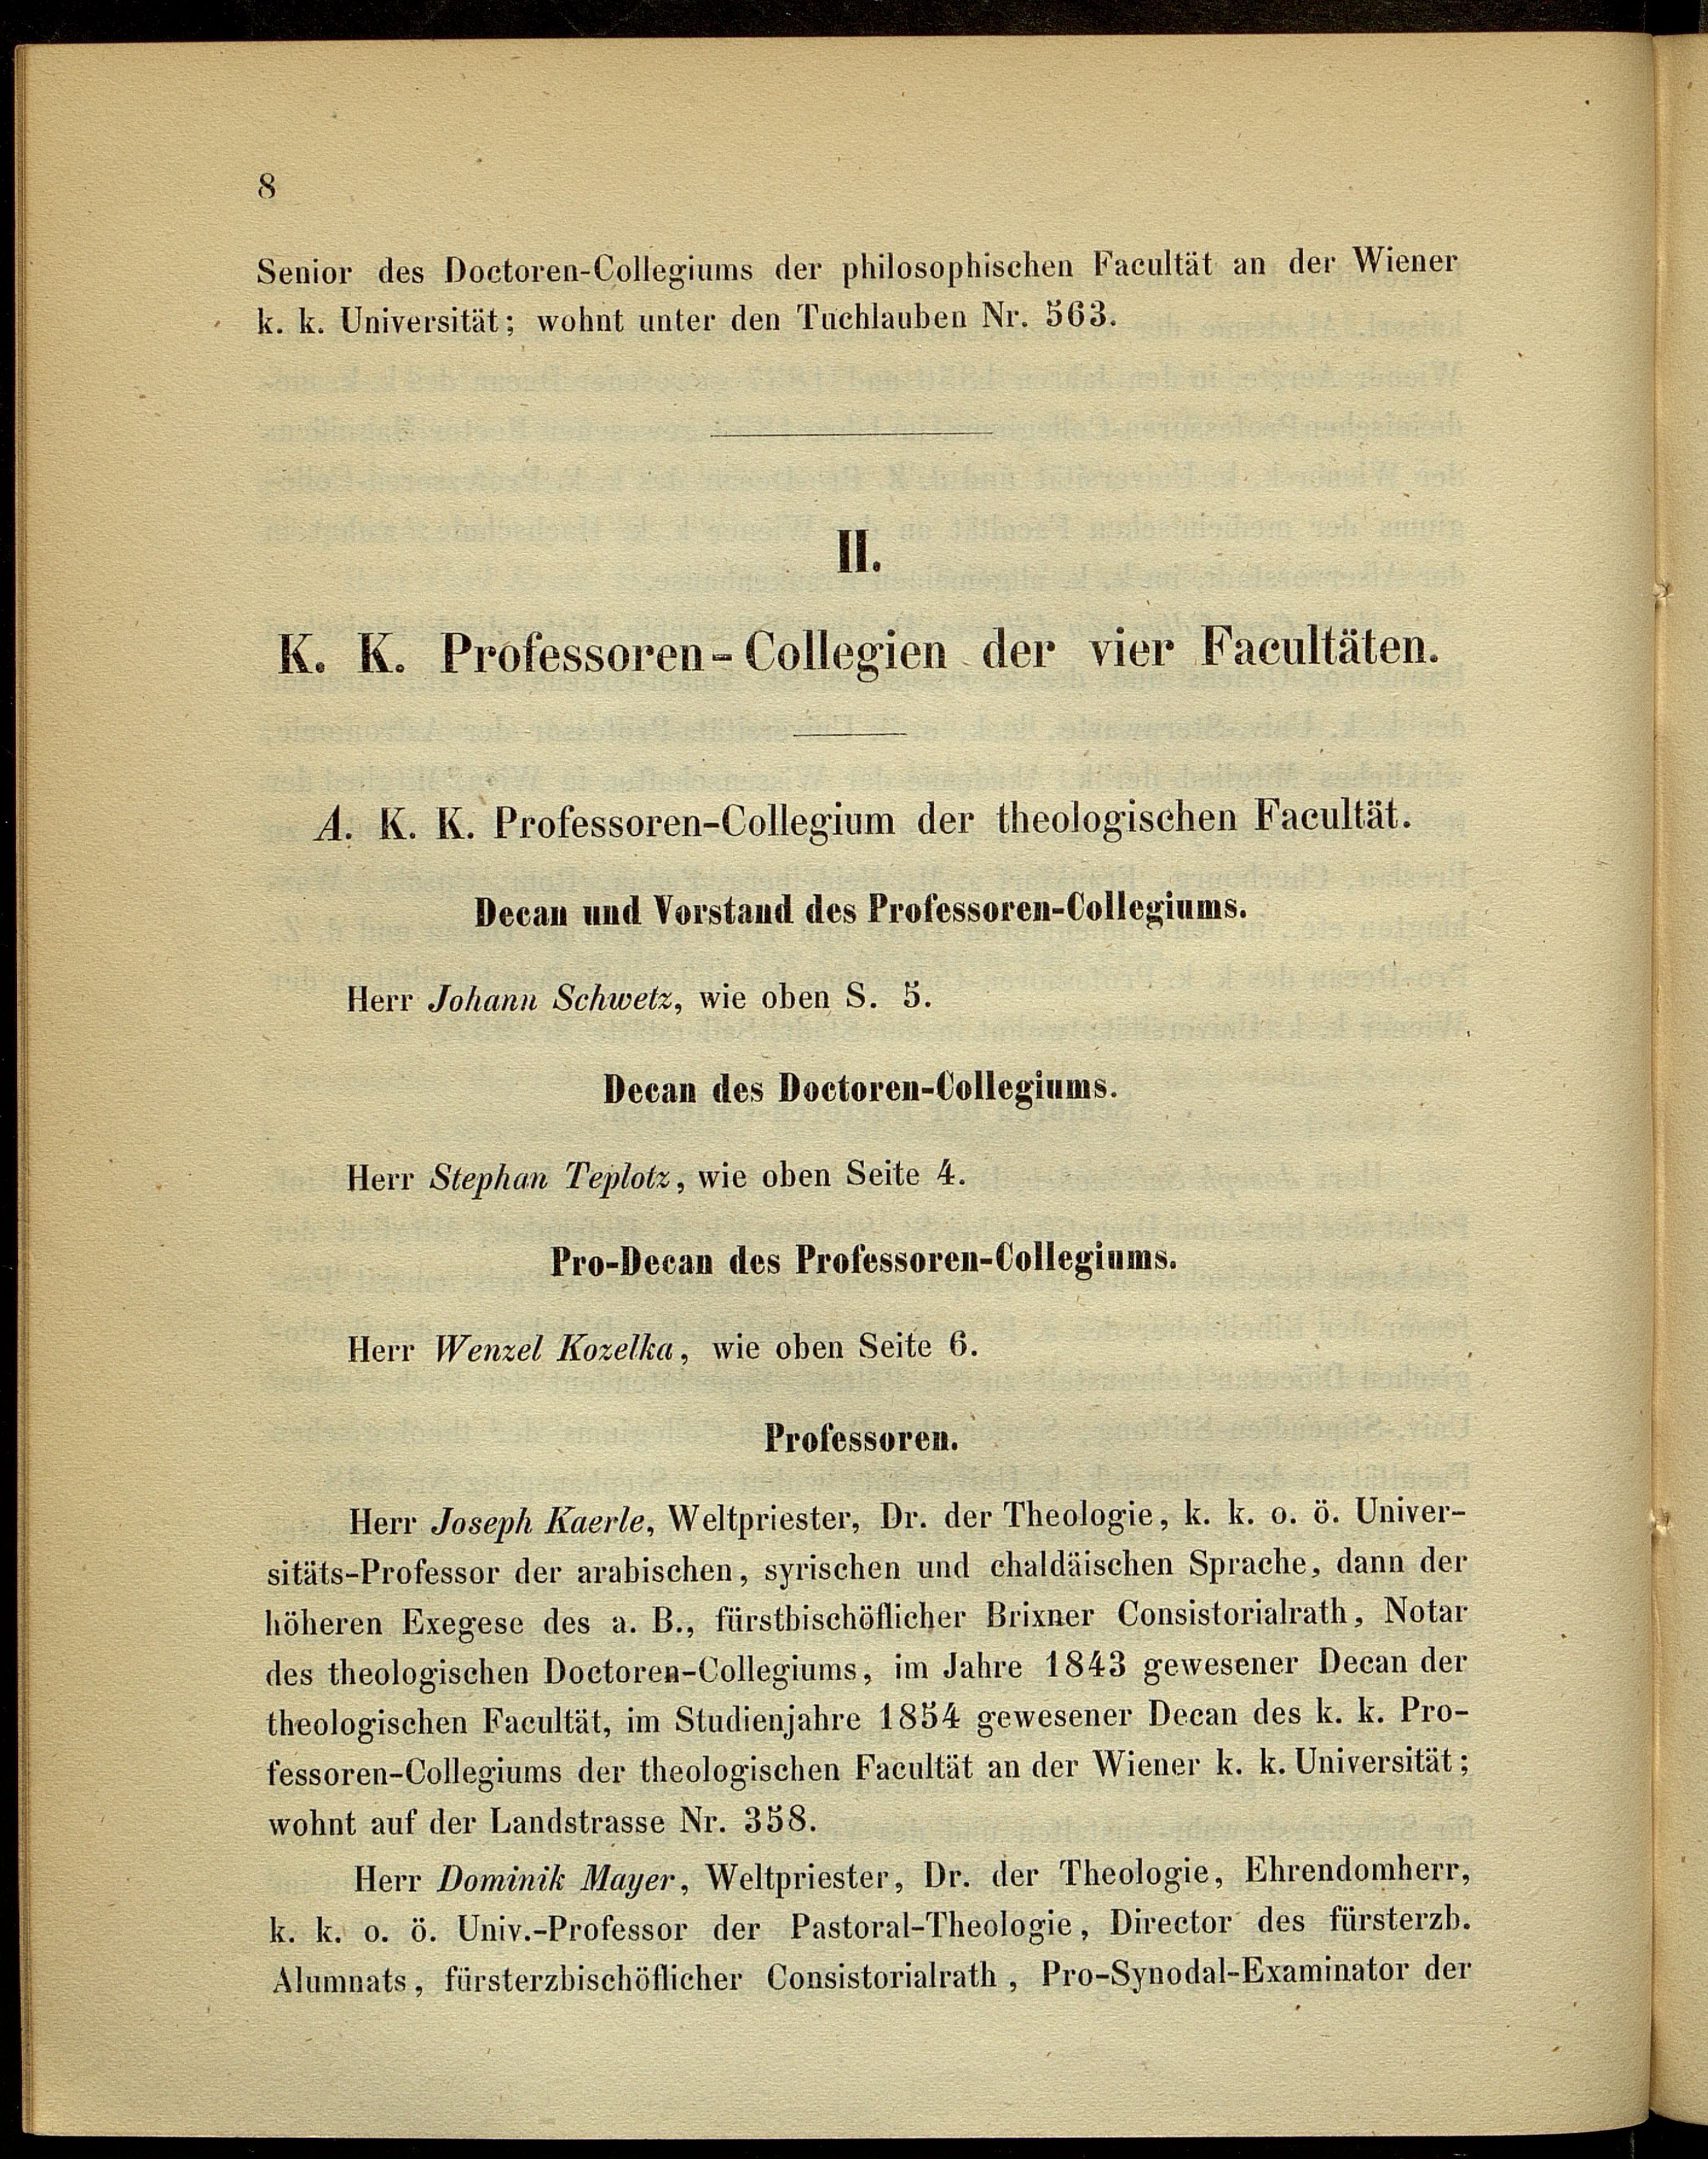 8
Senior des Doctoren-Collegiums der philosophischen Facultät an der Wiener
k. k. Universität; wohnt unter den Tuchlauben Nr. 563.
II.
K. K. Professoren-Collegien der vier Facultäten.
A. K. K. Professoren-Collegium der theologischen Facultät.
Decan und Vorstand des Professoren-Collegiums.
Herr Johann Schwetz, wie oben S. 5.
Decan des Doctoren-Collegiums.
Herr Stephan Teplotz, wie oben Seite 4.
Pro-Decan des Professoren-Collegiums.
Herr Wenzel Kozelka, wie oben Seite 6.
Professoren.
Herr Joseph Kaerle, Weltpriester, Dr. der Theologie, k. k. o. ö. Univer-
sitäts-Professor der arabischen, syrischen und chaldäischen Sprache, dann der
höheren Exegese des a. B., fürstbischöflicher Brixner Consistorialrath, Notar
des theologischen Doctoren-Collegiums, im Jahre 1843 gewesener Decan der
theologischen Facultät, im Studienjahre 1854 gewesener Decan des k. k. Pro-
fessoren-Collegiums der theologischen Facultät an der Wiener k. k. Universität;
wohnt auf der Landstrasse Nr. 358.
Herr Dominik Mayer, Weltpriester, Dr. der Theologie, Ehrendomherr,
k. k. o. ö. Univ.-Professor der Pastoral-Theologie, Director des fürsterzb.
Alumnats, fürsterzbischöflicher Consistorialrath, Pro-Synodal-Examinator der